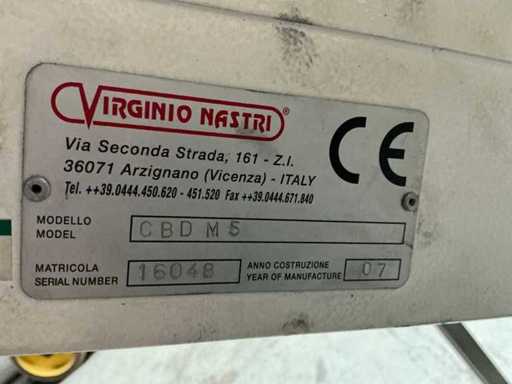 VIRGINIO NASTRI®
Via Seconda Strada, 161 - Z.I.
36071 Arzignano (Vicenza) - ITALY
Tel. ++39.0444.450.620 - 451.520 Fax ++39.0444.671.840
CE
MODELLO
MODEL
CBD M5
MATRICOLA
SERIAL NUMBER
16048
ANNO COSTRUZIONE
YEAR OF MANUFACTURE
07